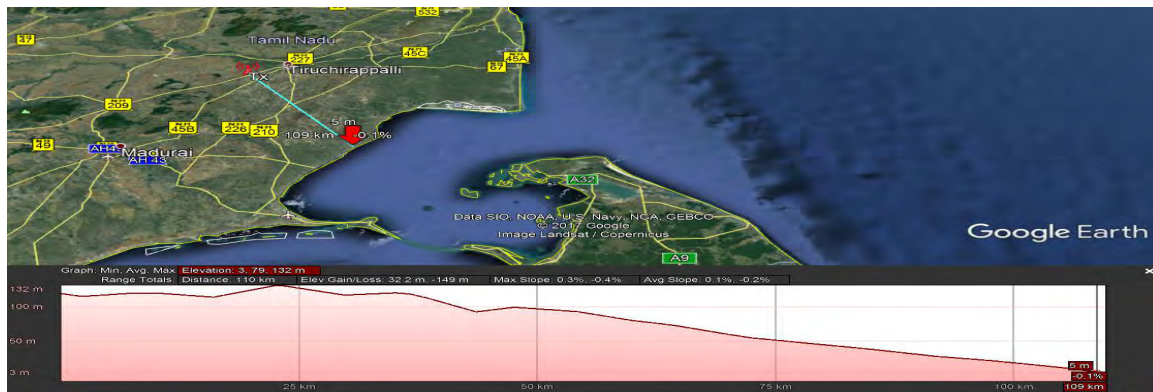 532
47
Tamil Nadu
45C
45A
227
67
Tiruchirappalli
Tx
209
5 m
45B
226
210
109 km
-0.1%
45
AH43
Madurai
AH 43
A32
Data SIO, NOAA, U.S. Navy, NGA, GEBCO
© 2017 Google
Image Landsat / Copernicus
Google Earth
A9
Graph: Min, Avg, Max Elevation: 3, 79, 132 m
Range Totals: Distance: 110 km Elev Gain/Loss: 32.2 m, -149 m Max Slope: 0.3%, -0.4% Avg Slope: 0.1%, -0.2%
132 m
100 m
50 m
3 m
5 m
-0.1%
25 km 50 km 75 km 100 km 109 km